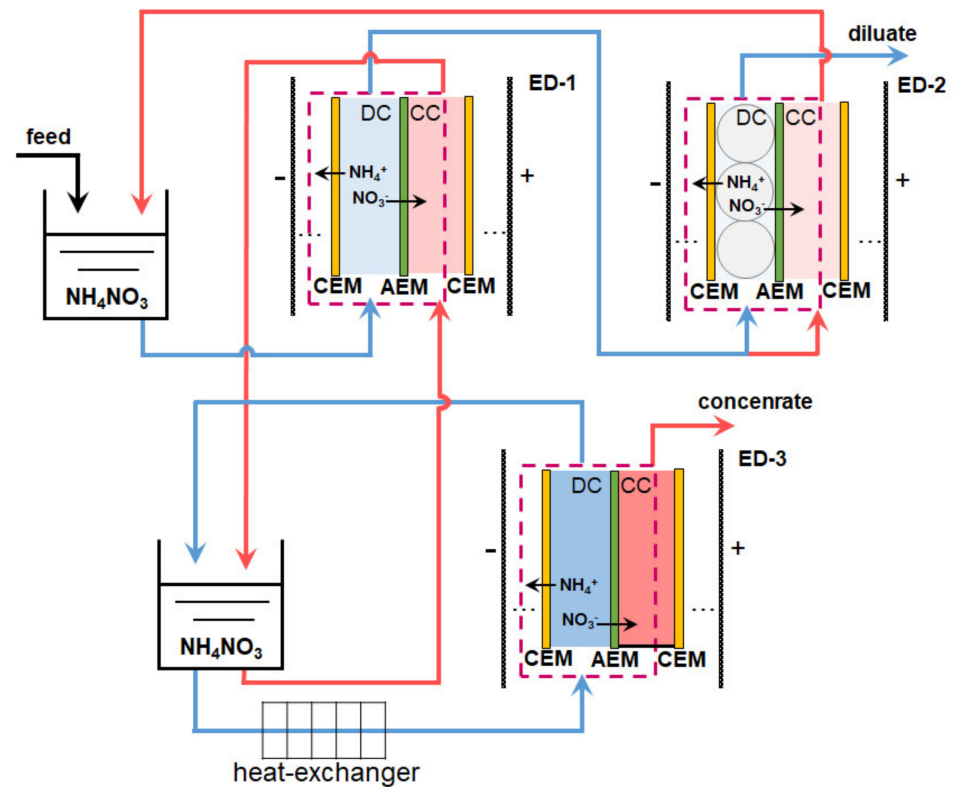 diluate
ED-1
ED-2
feed
DC CC
DC CC
NH₄⁺
NO₃⁻
NH₄⁺
NO₃⁻
- +
- +
... ...
... ...
CEM AEM CEM
CEM AEM CEM
NH₄NO₃
concenrate
ED-3
DC CC
- +
NH₄⁺
NO₃⁻
... ...
CEM AEM CEM
NH₄NO₃
heat-exchanger